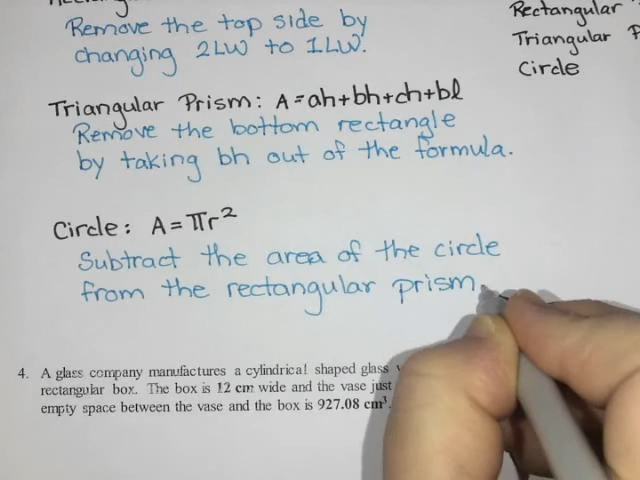 Remove the top side by
changing 2LW to 1LW.
Triangular Prism: A=ah+bh+ch+bl
Remove the bottom rectangle
by taking bh out of the formula.
Circle: A=πr²
Subtract the area of the circle
from the rectangular prism.
Rectangular
Triangular
Circle
4. A glass company manufactures a cylindrical shaped glass
rectangular box. The box is 12 cm wide and the vase just
empty space between the vase and the box is 927.08 cm³.